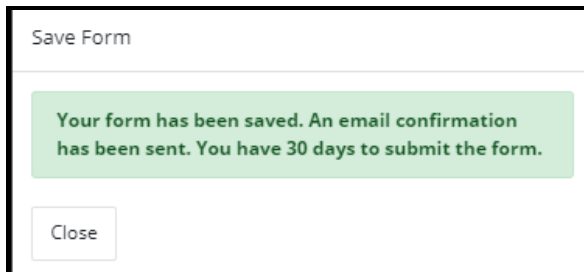 Save Form
Your form has been saved. An email confirmation
has been sent. You have 30 days to submit the form.
Close